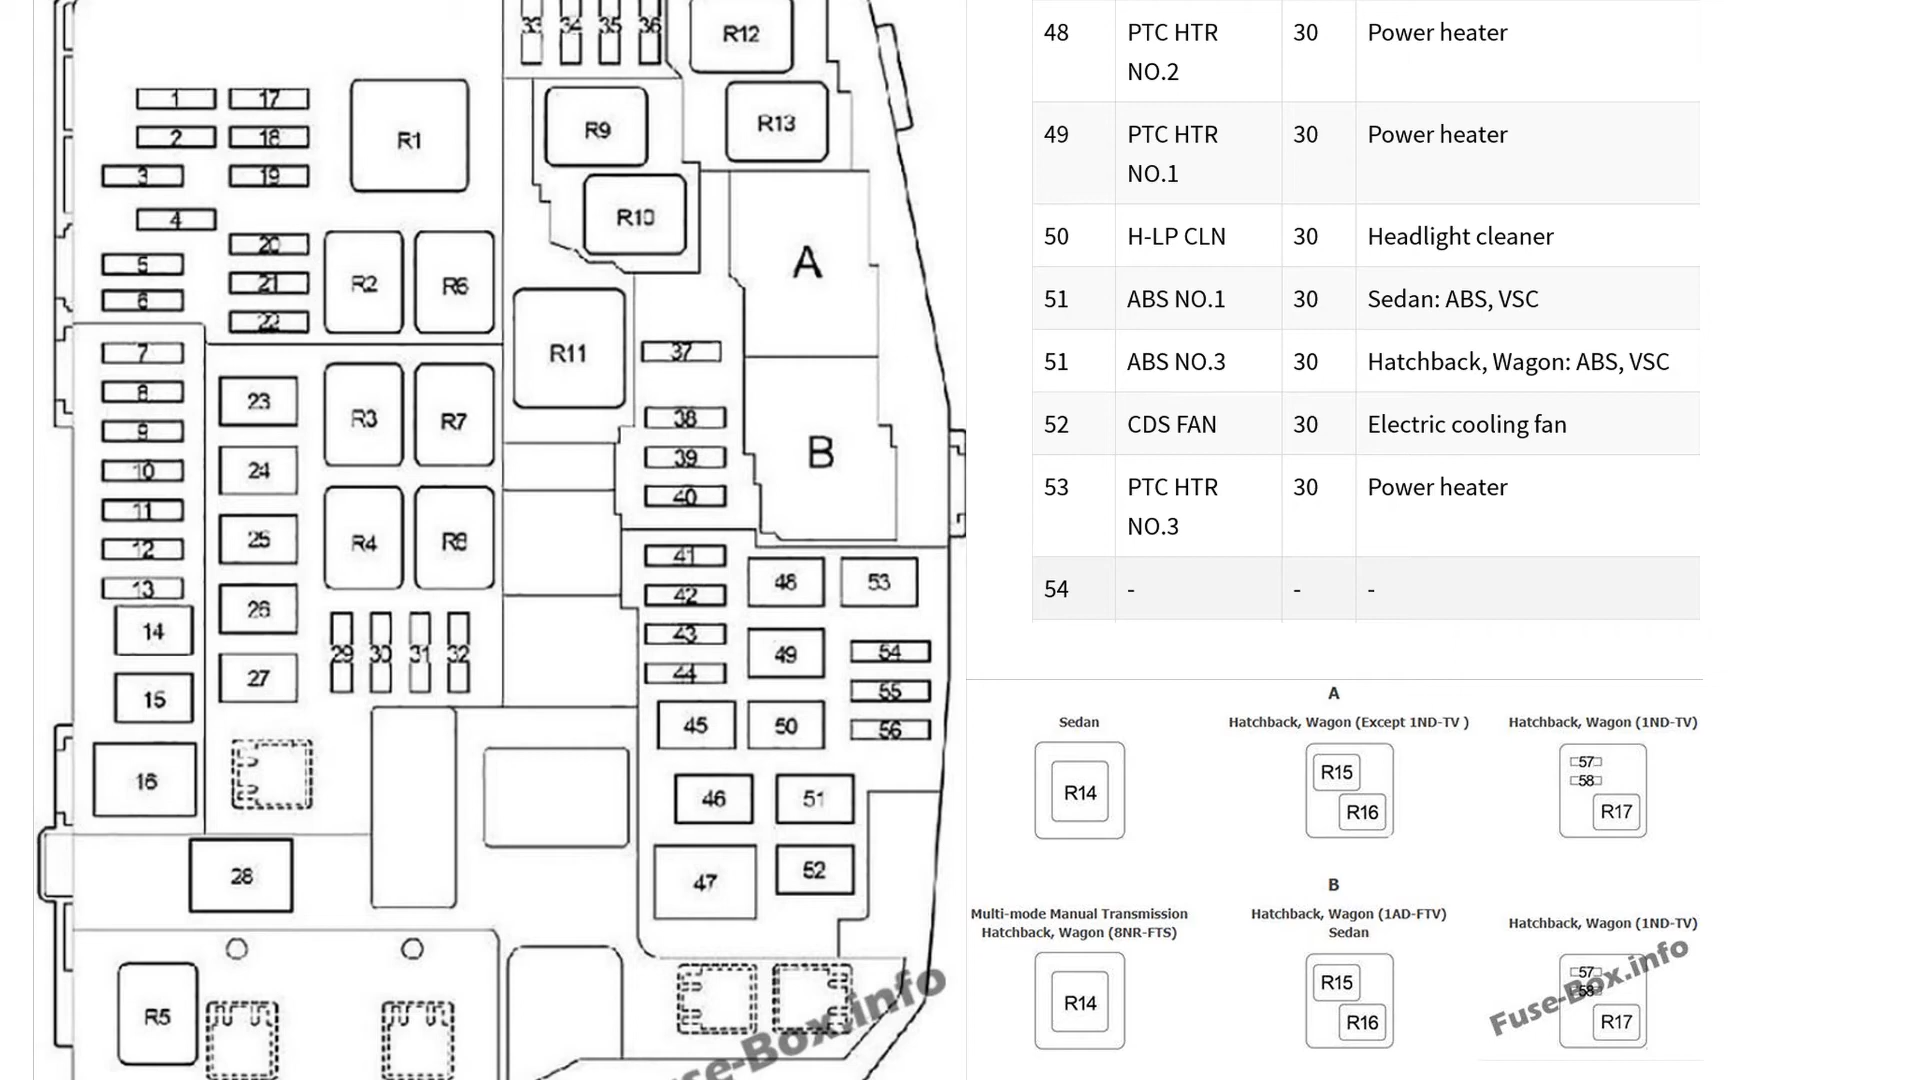 33 34 35 36
R12
1 17
R1
R9
R13
2 18
3 19
4
R10
20
5
21
R2 R6
A
6
22
7
R11
37
8
23
R3 R7
38
9
B
10
24
39
11
40
12
25
R4 R8
41
13
26
42
48 53
14
43
29 30 31 32
49
54
15
27
44
55
45 50
56
16
46 51
28
47
52
R5
Fuse-Box.info
48 PTC HTR NO.2 30 Power heater
49 PTC HTR NO.1 30 Power heater
50 H-LP CLN 30 Headlight cleaner
51 ABS NO.1 30 Sedan: ABS, VSC
51 ABS NO.3 30 Hatchback, Wagon: ABS, VSC
52 CDS FAN 30 Electric cooling fan
53 PTC HTR NO.3 30 Power heater
54 - - -
A
Sedan
R14
Hatchback, Wagon (Except 1ND-TV )
R15
R16
Hatchback, Wagon (1ND-TV)
57
58
R17
B
Multi-mode Manual Transmission
Hatchback, Wagon (8NR-FTS)
R14
Hatchback, Wagon (1AD-FTV)
Sedan
R15
R16
Hatchback, Wagon (1ND-TV)
57
58
R17
Fuse-Box.info